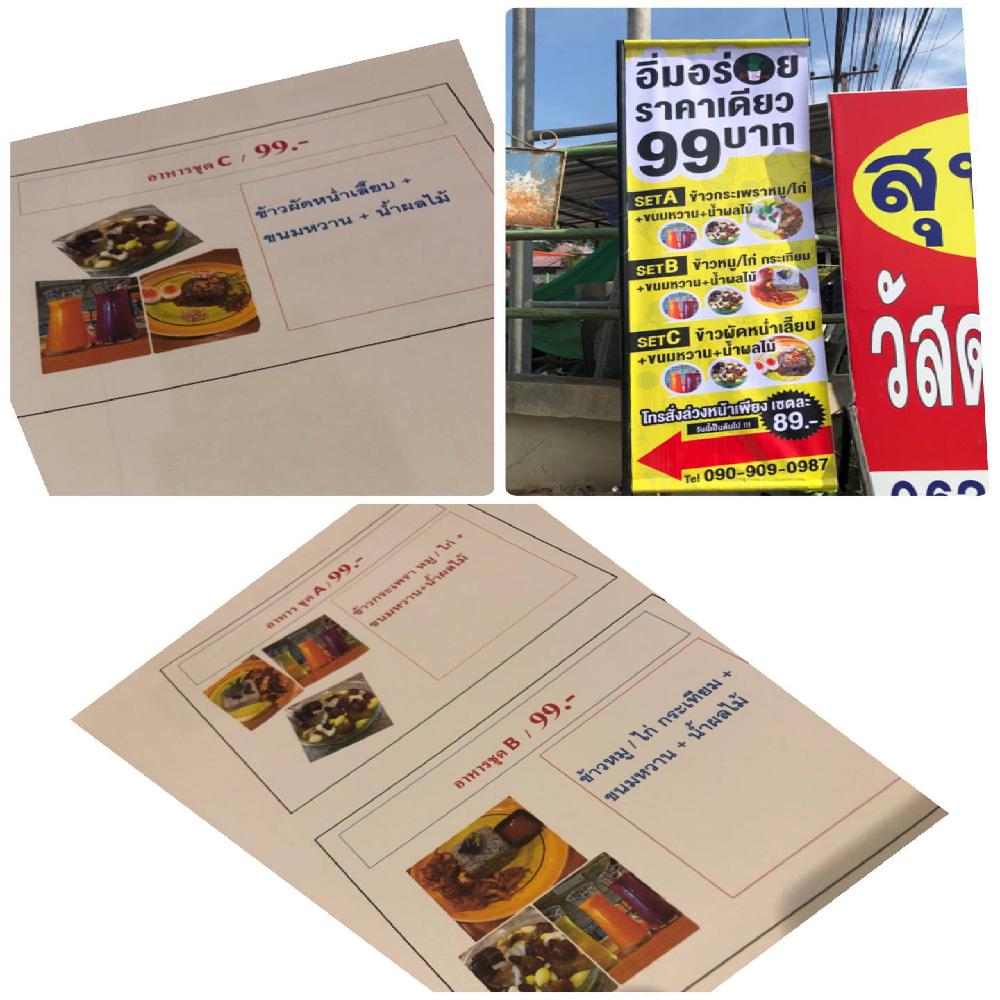 อาหารชุด C / 99.-
ข้าวผัดหน่ำเลี๊ยบ +
ขนมหวาน + น้ำผลไม้
อิ่มอร่อย
ราคาเดียว
99บาท
SET A ข้าวกระเพราหมู/ไก่
+ขนมหวาน+น้ำผลไม้
SET B ข้าวหมู/ไก่ กระเทียม
+ขนมหวาน+น้ำผลไม้
SET C ข้าวผัดหน่ำเลี๊ยบ
+ขนมหวาน+น้ำผลไม้
โทรสั่งล่วงหน้าเพียง เซตละ
วันนี้เป็นต้นไป !!! 89.-
Tel 090-909-0987
วัสด
อาหาร ชุด A / 99.-
ข้าวกระเพรา หมู / ไก่ +
ขนมหวาน+น้ำผลไม้
อาหารชุด B / 99.-
ข้าวหมู / ไก่ กระเทียม +
ขนมหวาน + น้ำผลไม้